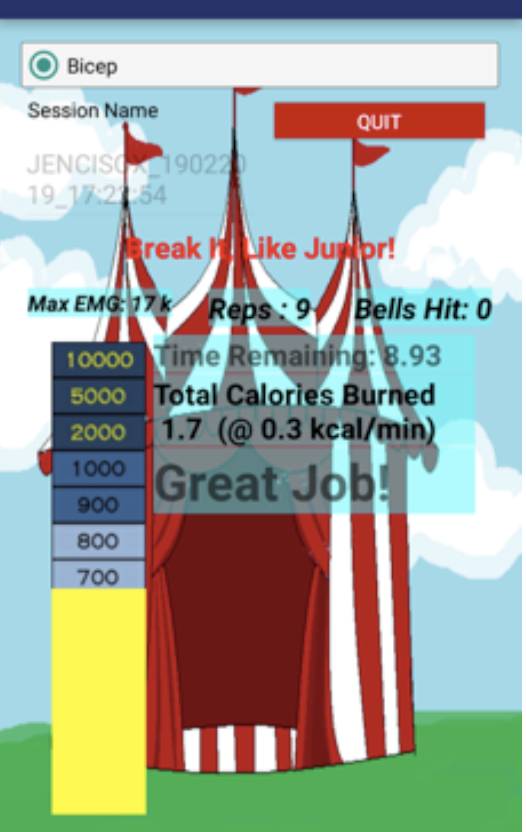 Bicep
Session Name
QUIT
JENCISOX_190220
19_17:23:54
Break It, Like Junior!
Max EMG: 17 k
Reps : 9
Bells Hit: 0
10000
Time Remaining: 8.93
5000
Total Calories Burned
2000
1.7 (@ 0.3 kcal/min)
1000
Great Job!
900
800
700